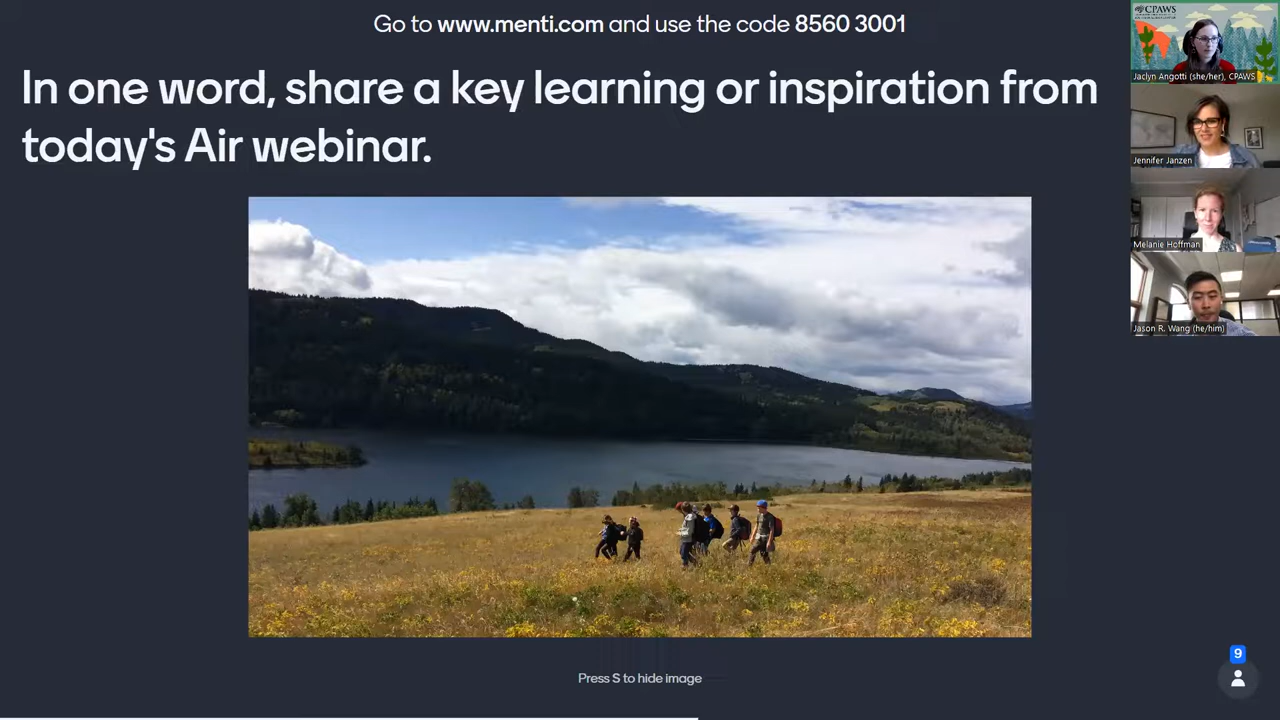 Go to www.menti.com and use the code 8560 3001
In one word, share a key learning or inspiration from
today's Air webinar.
Press S to hide image
CPAWS
Jaclyn Angotti (she/her), CPAWS
Jennifer Janzen
Melanie Hoffman
Jason R. Wang (he/him)
9